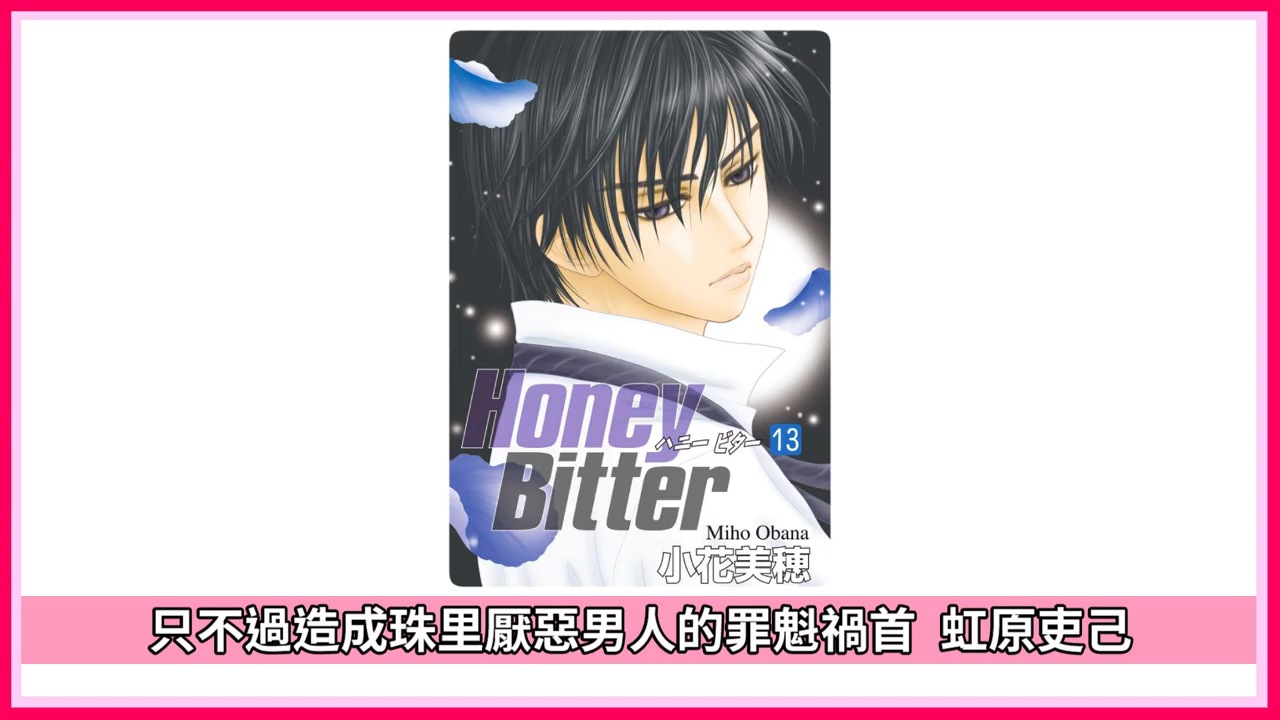 Honey
ハニー ビター 13
Bitter
Miho Obana
小花美穂
只不過造成珠里厭惡男人的罪魁禍首 虹原吏己